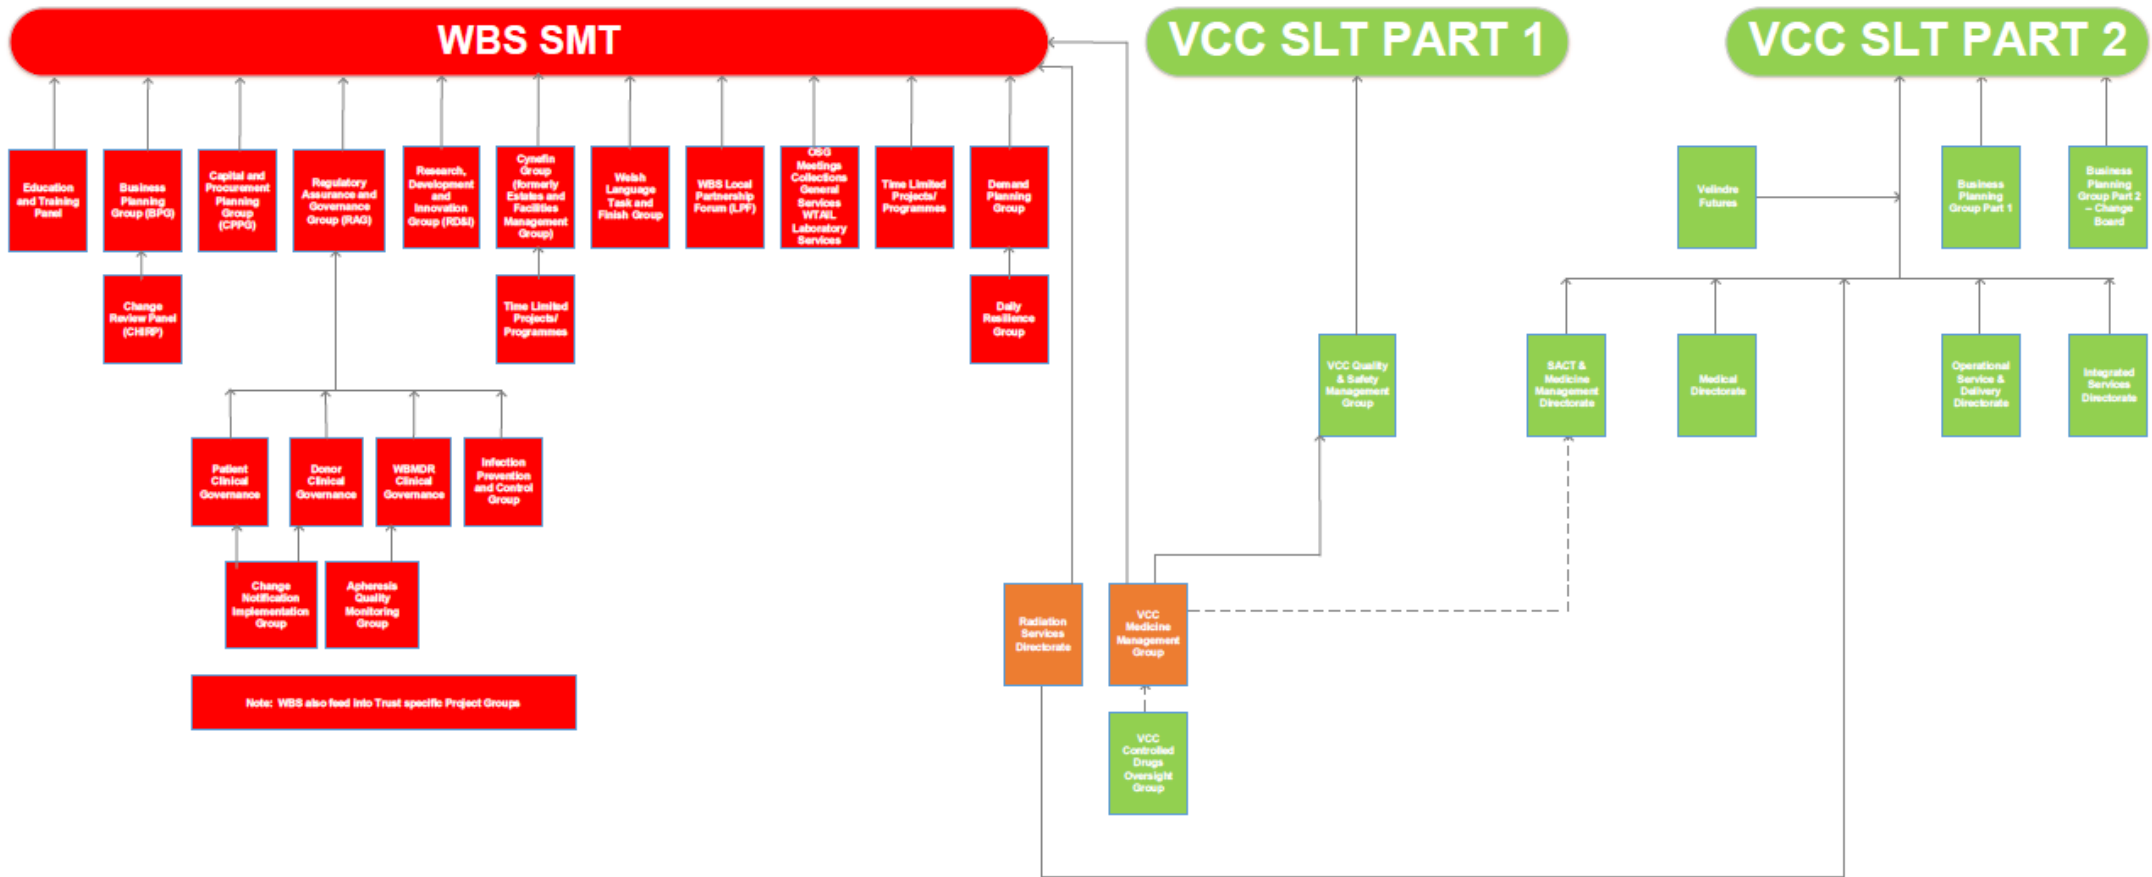 WBS SMT
VCC SLT PART 1
VCC SLT PART 2
Education
and Training
Panel
Business
Planning
Group (BPG)
Capital and
Procurement
Planning
Group
(CPPG)
Regulatory
Assurance and
Governance
Group (RAG)
Research,
Development
and
Innovation
Group (RD&I)
Cynefin
Group
(formerly
Estates and
Facilities
Management
Group)
Welsh
Language
Task and
Finish Group
WBS Local
Partnership
Forum (LPF)
OSG
Meetings
Collections
General
Services
WTAIL
Laboratory
Services
Time Limited
Projects/
Programmes
Demand
Planning
Group
Velindre
Futures
Business
Planning
Group Part 1
Business
Planning
Group Part 2
– Change
Board
Change
Review Panel
(CHIRP)
Time Limited
Projects/
Programmes
Daily
Resilience
Group
VCC Quality
& Safety
Management
Group
SACT &
Medicine
Management
Directorate
Medical
Directorate
Operational
Service &
Delivery
Directorate
Integrated
Services
Directorate
Patient
Clinical
Governance
Donor
Clinical
Governance
WBMDR
Clinical
Governance
Infection
Prevention
and Control
Group
Change
Notification
Implementation
Group
Apheresis
Quality
Monitoring
Group
Radiation
Services
Directorate
VCC
Medicine
Management
Group
Note: WBS also feed into Trust specific Project Groups
VCC
Controlled
Drugs
Oversight
Group